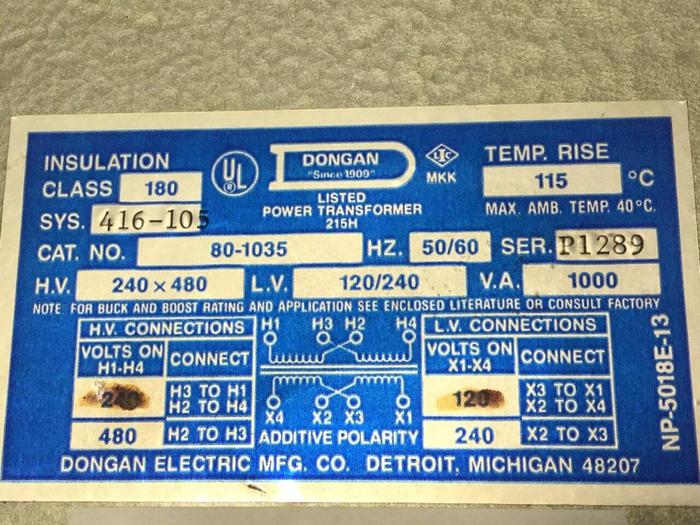 INSULATION
CLASS 180
UL ®
DONGAN
"Since 1909"
MKK
TEMP. RISE
115 °C
SYS. 416-105
LISTED
POWER TRANSFORMER
215H
MAX. AMB. TEMP. 40°C.
CAT. NO. 80-1035 HZ. 50/60 SER. P1289
H.V. 240 x 480 L.V. 120/240 V.A. 1000
NOTE FOR BUCK AND BOOST RATING AND APPLICATION SEE ENCLOSED LITERATURE OR CONSULT FACTORY
H.V. CONNECTIONS
VOLTS ON
H1-H4
CONNECT
240
H3 TO H1
H2 TO H4
480 H2 TO H3
H1 H3 H2 H4
X4 X2 X3 X1
ADDITIVE POLARITY
L.V. CONNECTIONS
VOLTS ON
X1-X4
CONNECT
120
X3 TO X1
X2 TO X4
240 X2 TO X3
NP-5018E-13
DONGAN ELECTRIC MFG. CO. DETROIT, MICHIGAN 48207